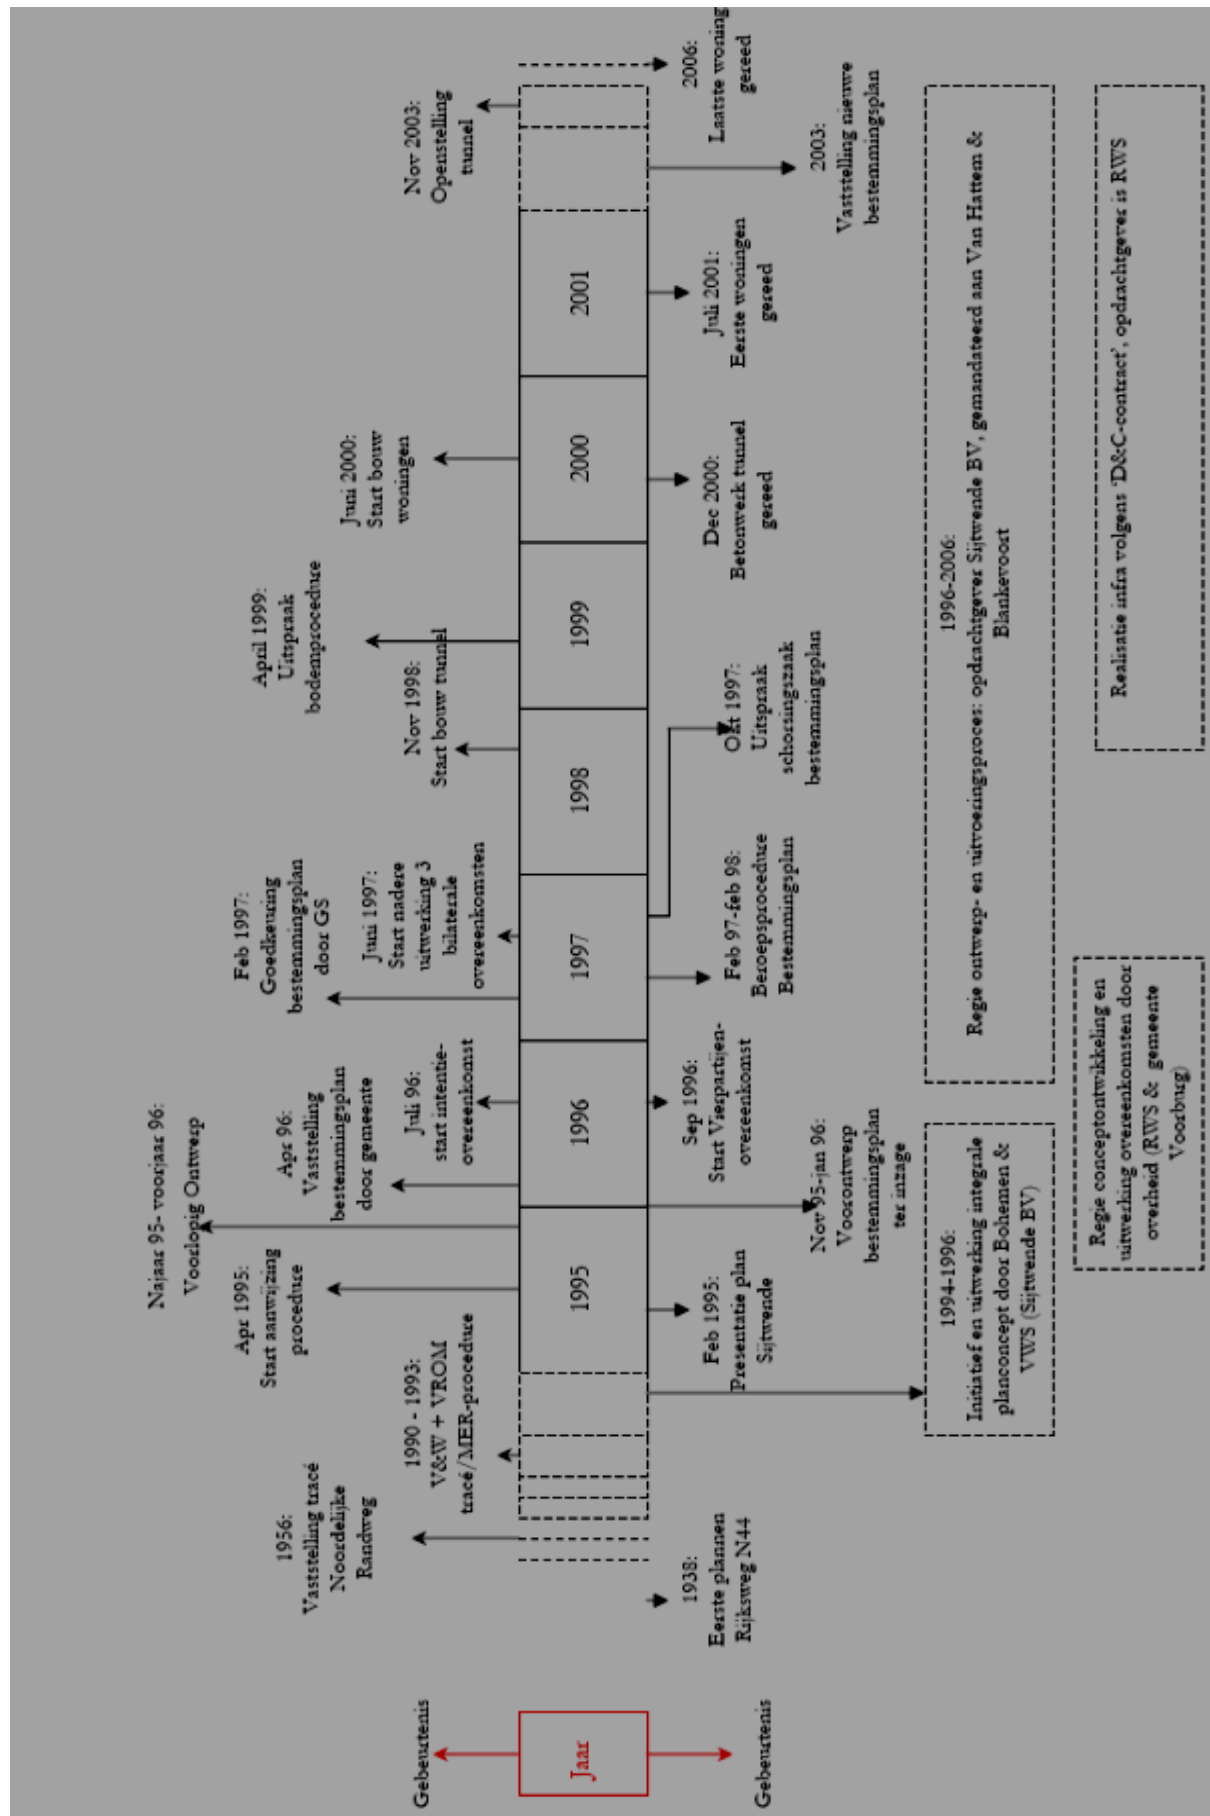 Gebeurtenis
Jaar
Gebeurtenis
1938:
Eerste plannen
Rijksweg N44
1956:
Vaststelling tracé
Noordelijke
Randweg
1990 - 1993:
V&W + VROM
tracé/MER-procedure
Apr 1995:
Start aanwijzing
procedure
Najaar 95- voorjaar 96:
Voorlopig Ontwerp
Apr 96:
Vaststelling
bestemmingsplan
door gemeente
Juli 96:
start intentie-
overeenkomst
Feb 1997:
Goedkeuring
bestemmingsplan
door GS
Juni 1997:
Start nadere
uitwerking 3
bilaterale
overeenkomsten
Nov 1998:
Start bouw tunnel
April 1999:
Uitspraak
bodemprocedure
Juni 2000:
Start bouw
woningen
Nov 2003:
Openstelling
tunnel
1995
1996
1997
1998
1999
2000
2001
Feb 1995:
Presentatie plan
Sijtwende
Nov 95-jan 96:
Voorontwerp
bestemmingsplan
ter inzage
Sep 1996:
Start Vierpartijen-
overeenkomst
Feb 97-feb 98:
Beroepsprocedure
Bestemmingsplan
Okt 1997:
Uitspraak
schorsingszaak
bestemmingsplan
Dec 2000:
Betonwerk tunnel
gereed
Juli 2001:
Eerste woningen
gereed
2003:
Vaststelling nieuwe
bestemmingsplan
2006:
Laatste woning
gereed
1994-1996:
Initiatief en uitwerking integrale
planconcept door Bohemen &
VWS (Sijtwende BV)
1996-2006:
Regie ontwerp- en uitvoeringsproces: opdrachtgever Sijtwende BV, gemandateerd aan Van Hattem &
Blankevoort
Regie conceptontwikkeling en
uitwerking overeenkomsten door
overheid (RWS & gemeente
Voorburg)
Realisatie infra volgens ‘D&C-contract’, opdrachtgever is RWS